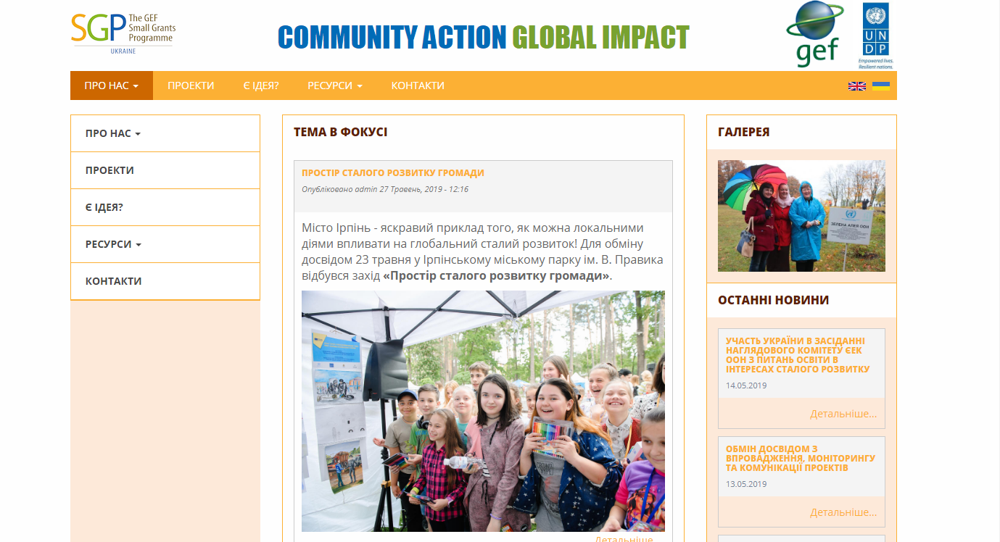 SGP The GEF
Small Grants
Programme
UKRAINE
COMMUNITY ACTION GLOBAL IMPACT
gef
U N
D P
Empowered lives.
Resilient nations.
ПРО НАС
ПРОЕКТИ
Є ІДЕЯ?
РЕСУРСИ
КОНТАКТИ
ПРО НАС
ПРОЕКТИ
Є ІДЕЯ?
РЕСУРСИ
КОНТАКТИ
ТЕМА В ФОКУСІ
ПРОСТІР СТАЛОГО РОЗВИТКУ ГРОМАДИ
Опубліковано admin 27 Травень, 2019 - 12:16
Місто Ірпінь - яскравий приклад того, як можна локальними
діями впливати на глобальний сталий розвиток! Для обміну
досвідом 23 травня у Ірпінському міському парку ім. В. Правика
відбувся захід «Простір сталого розвитку громади».
Детальніше...
ГАЛЕРЕЯ
ЗЕЛЕНА АЛЕЯ ООН
ОСТАННІ НОВИНИ
УЧАСТЬ УКРАЇНИ В ЗАСІДАННІ
НАГЛЯДОВОГО КОМІТЕТУ ЄЕК
ООН З ПИТАНЬ ОСВІТИ В
ІНТЕРЕСАХ СТАЛОГО РОЗВИТКУ
14.05.2019
Детальніше...
ОБМІН ДОСВІДОМ З
ВПРОВАДЖЕННЯ, МОНІТОРИНГУ
ТА КОМУНІКАЦІЇ ПРОЕКТІВ
13.05.2019
Детальніше...